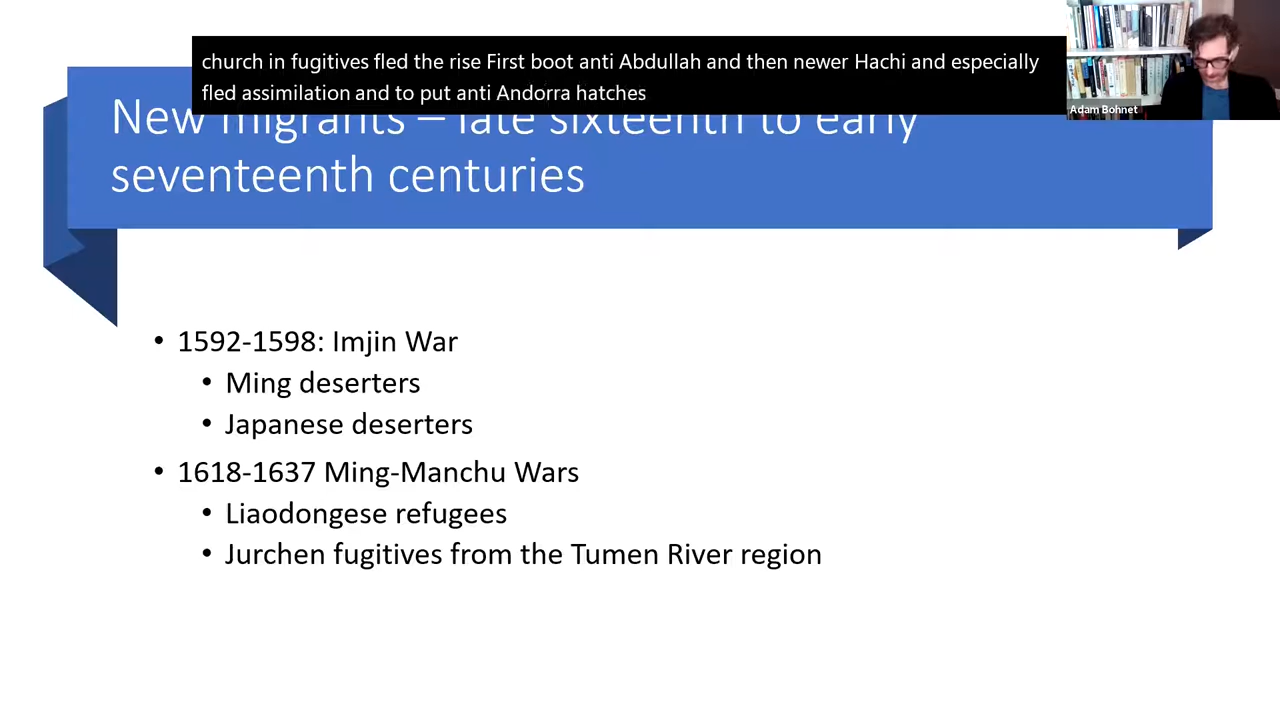 church in fugitives fled the rise First boot anti Abdullah and then newer Hachi and especially
fled assimilation and to put anti Andorra hatches
Adam Bohnet
New migrants – late sixteenth to early
seventeenth centuries
• 1592-1598: Imjin War
• Ming deserters
• Japanese deserters
• 1618-1637 Ming-Manchu Wars
• Liaodongese refugees
• Jurchen fugitives from the Tumen River region